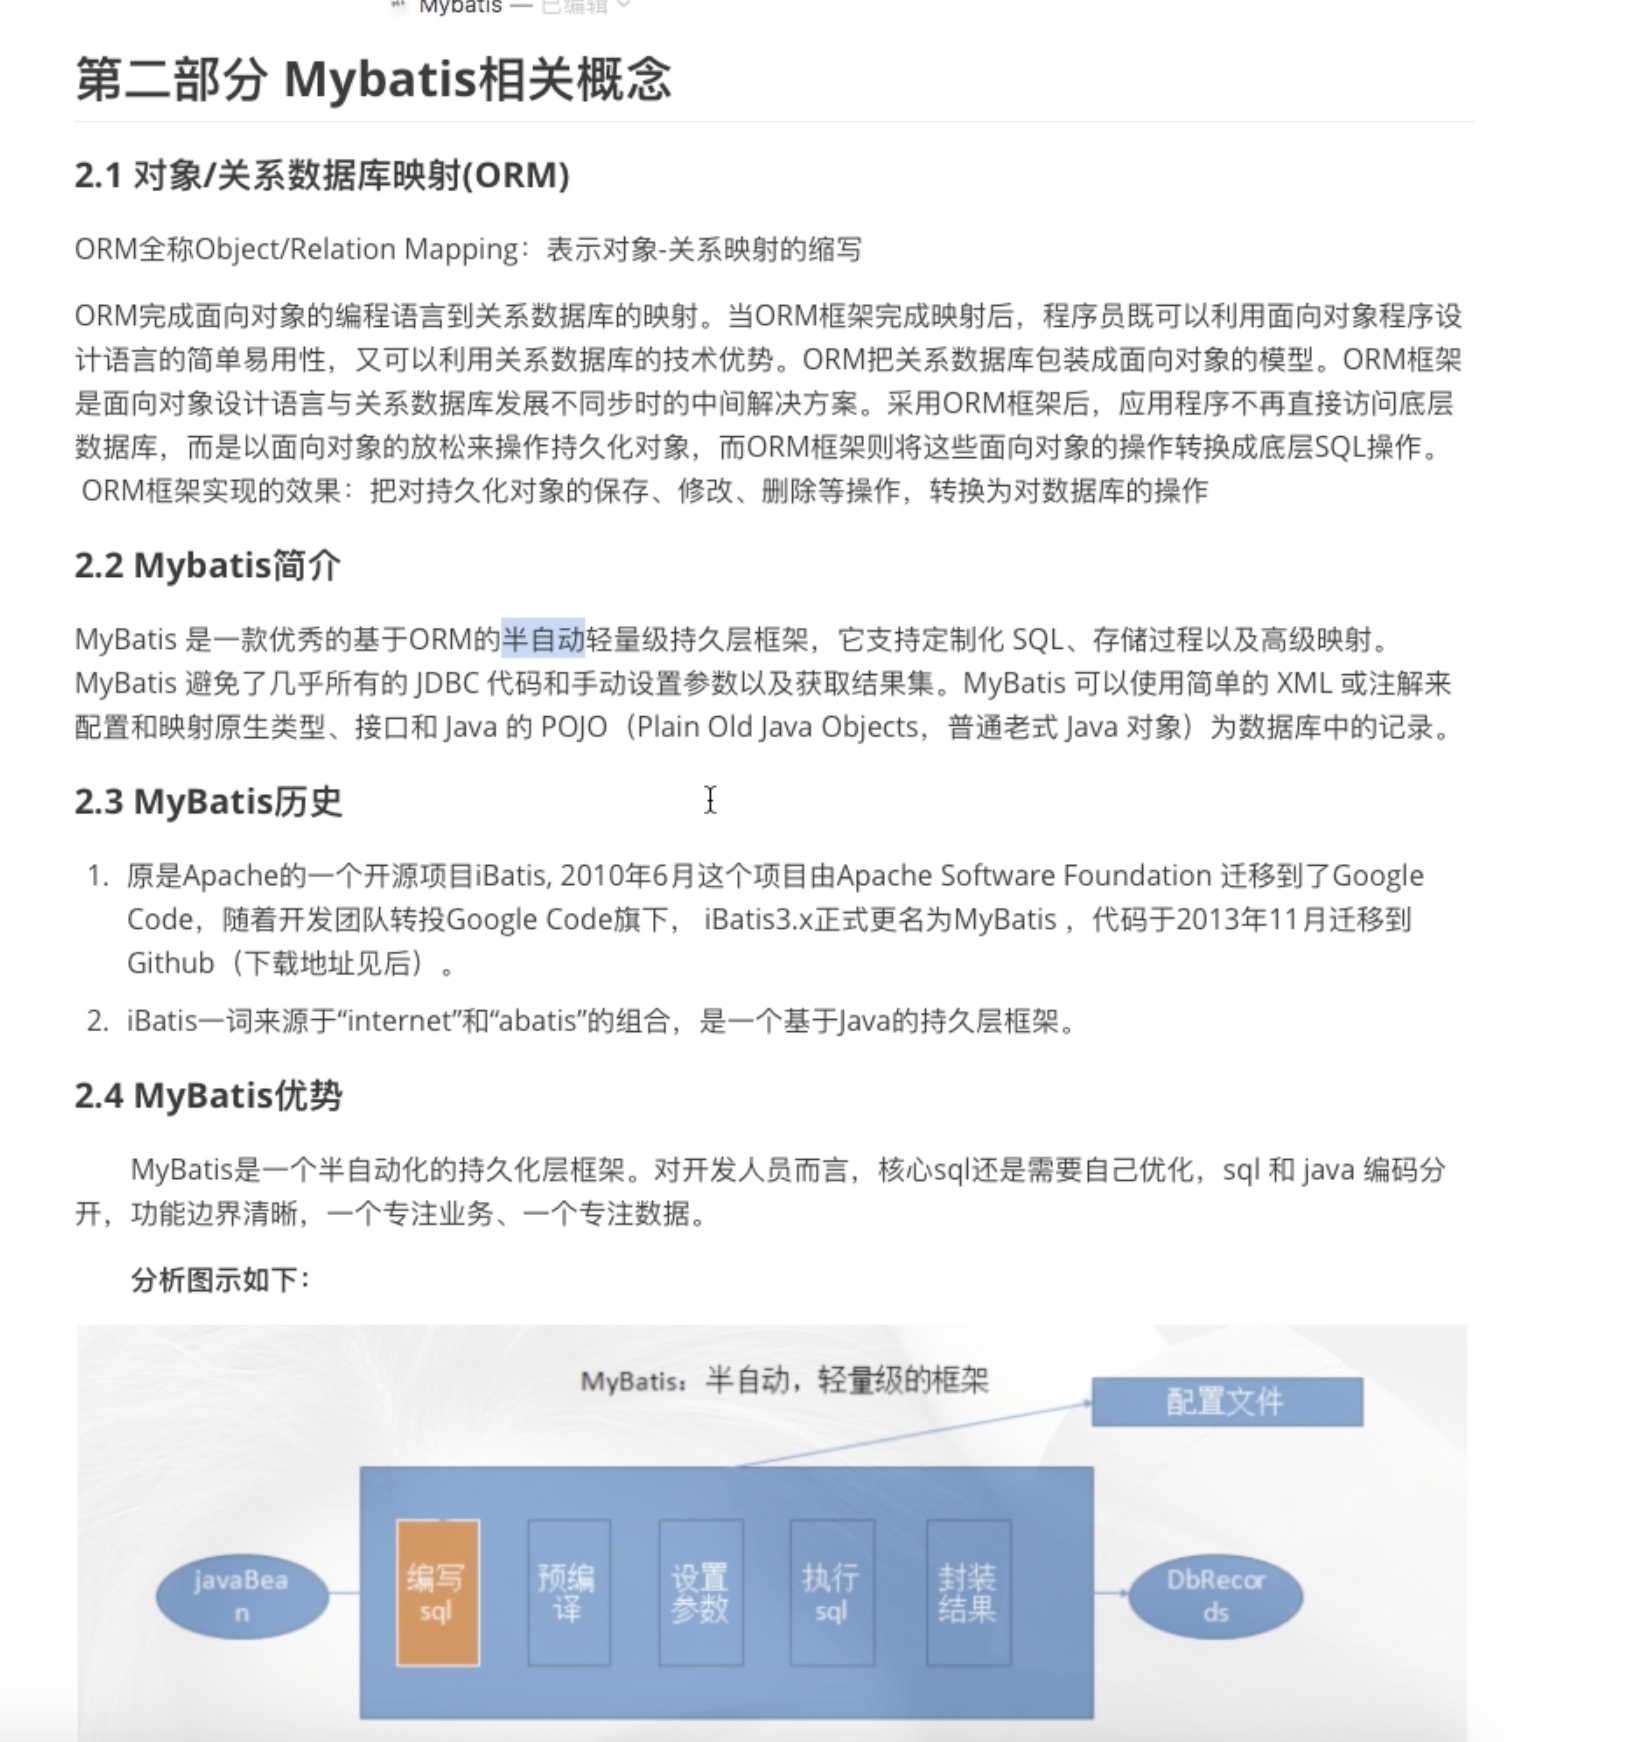 Mybatis — 已编辑
第二部分 Mybatis相关概念
2.1 对象/关系数据库映射(ORM)
ORM全称Object/Relation Mapping：表示对象-关系映射的缩写
ORM完成面向对象的编程语言到关系数据库的映射。当ORM框架完成映射后，程序员既可以利用面向对象程序设
计语言的简单易用性，又可以利用关系数据库的技术优势。ORM把关系数据库包装成面向对象的模型。ORM框架
是面向对象设计语言与关系数据库发展不同步时的中间解决方案。采用ORM框架后，应用程序不再直接访问底层
数据库，而是以面向对象的放松来操作持久化对象，而ORM框架则将这些面向对象的操作转换成底层SQL操作。
ORM框架实现的效果：把对持久化对象的保存、修改、删除等操作，转换为对数据库的操作
2.2 Mybatis简介
MyBatis 是一款优秀的基于ORM的半自动轻量级持久层框架，它支持定制化 SQL、存储过程以及高级映射。
MyBatis 避免了几乎所有的 JDBC 代码和手动设置参数以及获取结果集。MyBatis 可以使用简单的 XML 或注解来
配置和映射原生类型、接口和 Java 的 POJO（Plain Old Java Objects，普通老式 Java 对象）为数据库中的记录。
2.3 MyBatis历史
1. 原是Apache的一个开源项目iBatis, 2010年6月这个项目由Apache Software Foundation 迁移到了Google
Code，随着开发团队转投Google Code旗下， iBatis3.x正式更名为MyBatis ，代码于2013年11月迁移到
Github（下载地址见后）。
2. iBatis一词来源于“internet”和“abatis”的组合，是一个基于Java的持久层框架。
2.4 MyBatis优势
MyBatis是一个半自动化的持久化层框架。对开发人员而言，核心sql还是需要自己优化，sql 和 java 编码分
开，功能边界清晰，一个专注业务、一个专注数据。
分析图示如下：
MyBatis：半自动，轻量级的框架
配置文件
javaBea
n
编写
sql
预编
译
设置
参数
执行
sql
封装
结果
DbRecor
ds